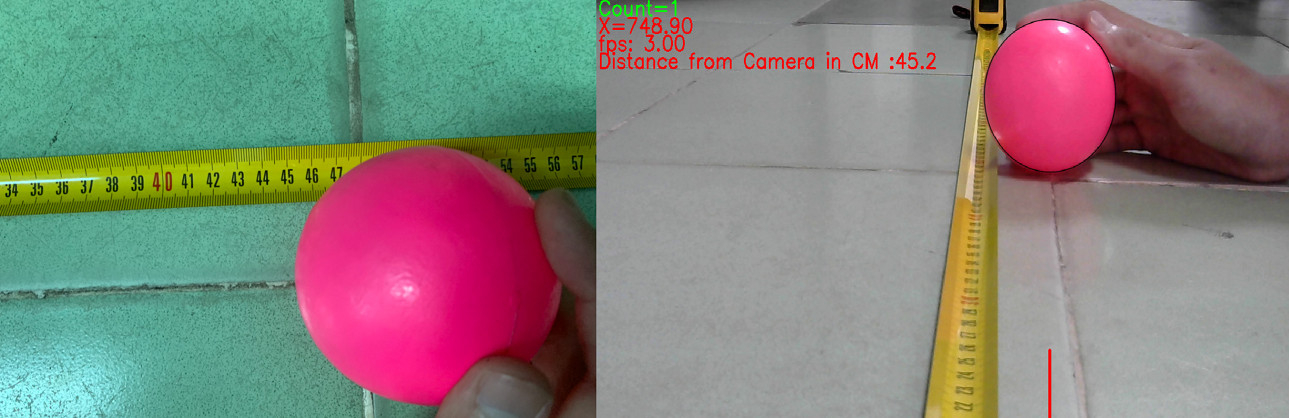 34 35 36 37 38 39 40 41 42 43 44 45 46 47 54 55 56 57
Count=1
X=748.90
fps: 3.00
Distance from Camera in CM :45.2